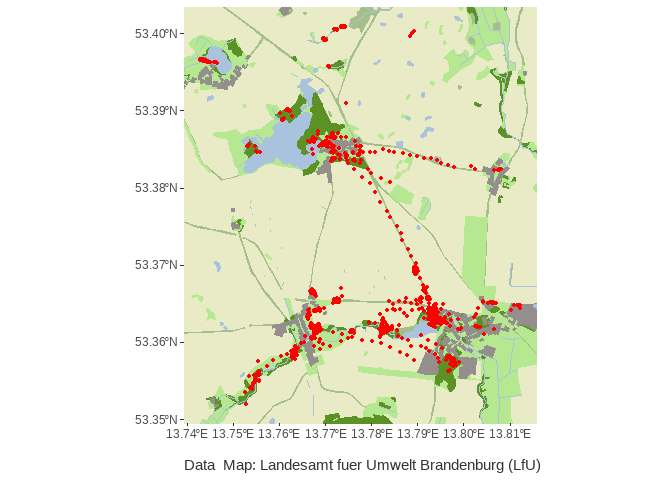 53.40°N
53.39°N
53.38°N
53.37°N
53.36°N
53.35°N
13.74°E 13.75°E 13.76°E 13.77°E 13.78°E 13.79°E 13.80°E 13.81°E
Data  Map: Landesamt fuer Umwelt Brandenburg (LfU)